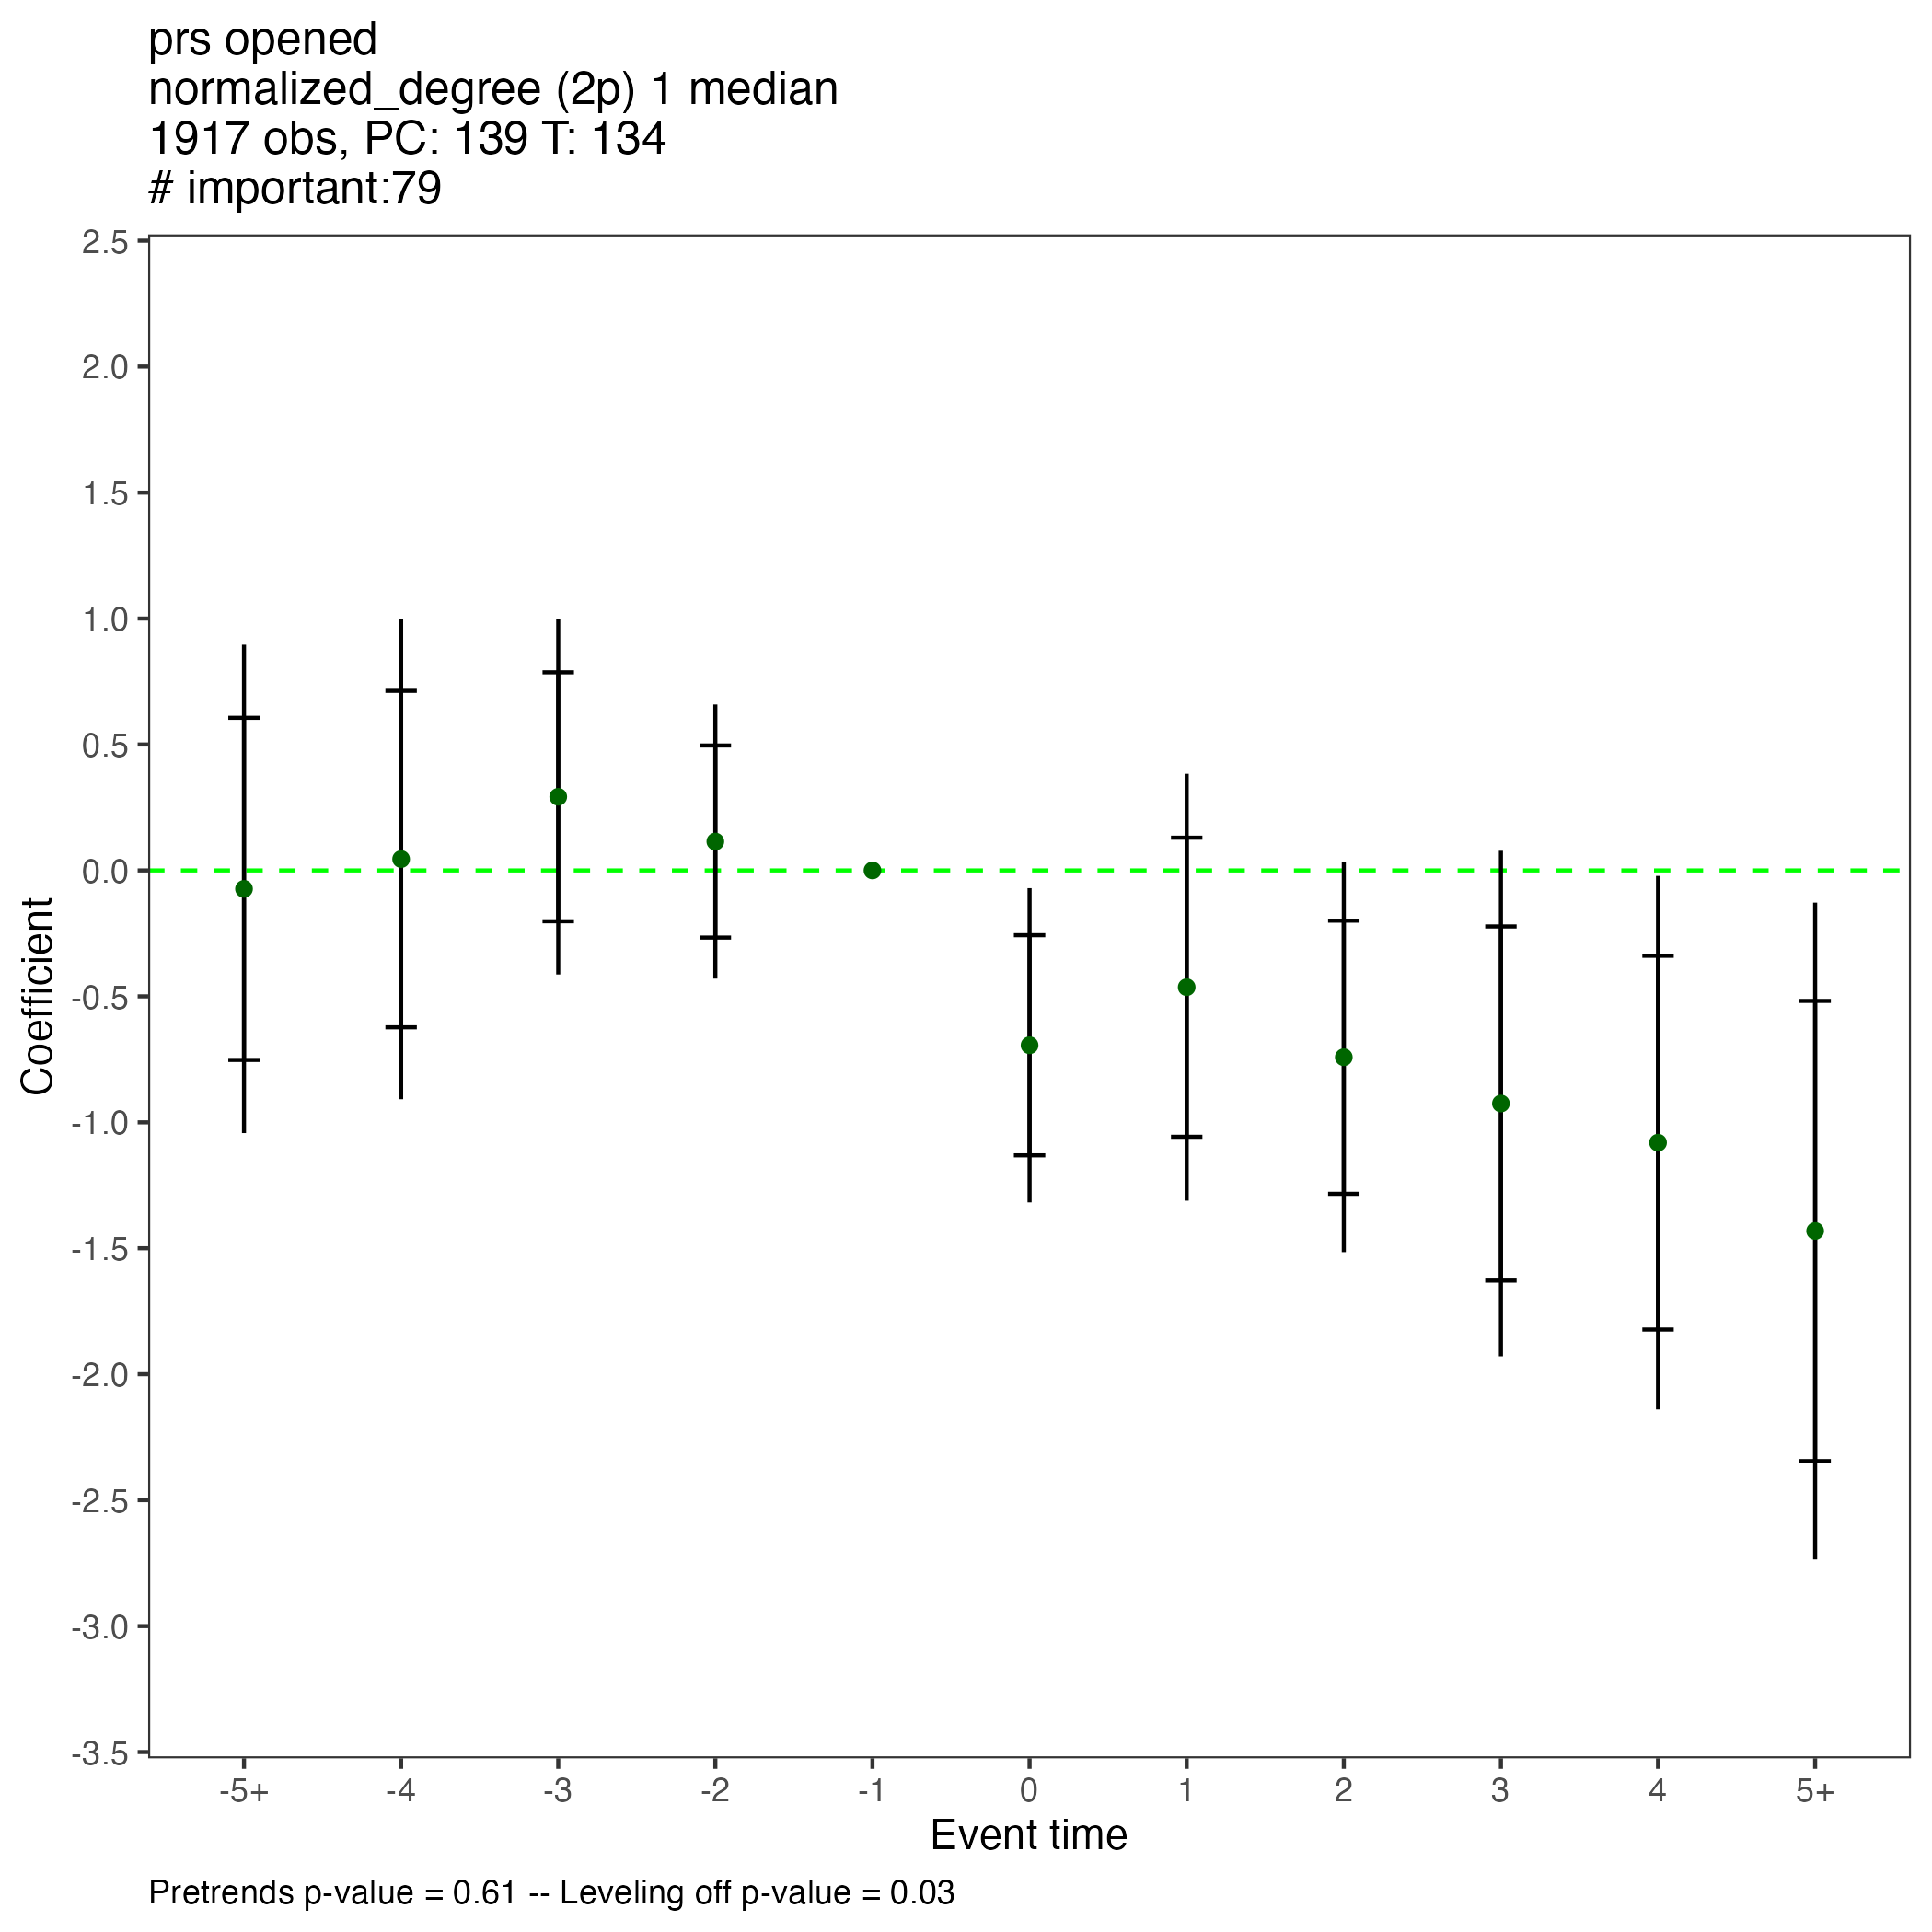 prs opened
normalized_degree (2p) 1 median
1917 obs, PC: 139 T: 134
# important:79
2.5
2.0
1.5
1.0
0.5
0.0
-0.5
-1.0
-1.5
-2.0
-2.5
-3.0
-3.5
Coefficient
-5+ -4 -3 -2 -1 0 1 2 3 4 5+
Event time
Pretrends p-value = 0.61 -- Leveling off p-value = 0.03